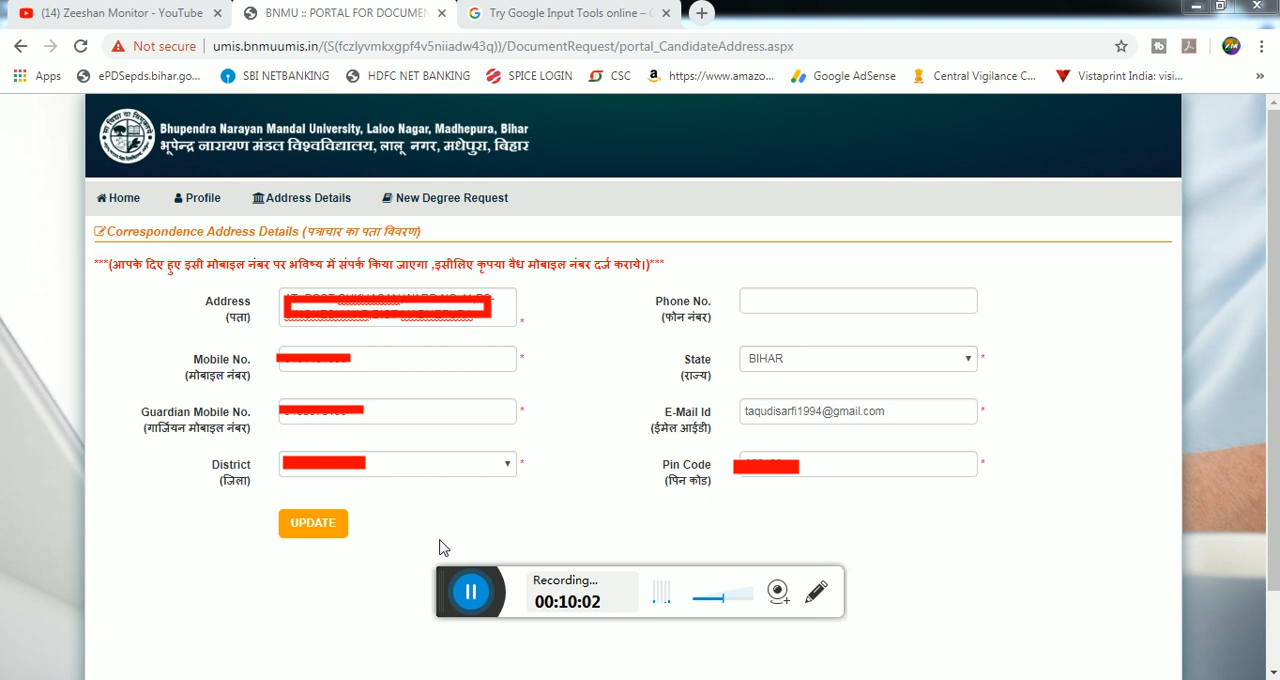 (14) Zeeshan Monitor - YouTube
BNMU :: PORTAL FOR DOCUMEN
Try Google Input Tools online –
Not secure
umis.bnmuumis.in/(S(fczlyvmkxgpf4v5niiadw43q))/DocumentRequest/portal_CandidateAddress.aspx
Apps
ePDSepds.bihar.go...
SBI NETBANKING
HDFC NET BANKING
SPICE LOGIN
CSC
https://www.amazo...
Google AdSense
Central Vigilance C...
Vistaprint India: visi...
»
Bhupendra Narayan Mandal University, Laloo Nagar, Madhepura, Bihar
भूपेन्द्र नारायण मंडल विश्वविद्यालय, लालू नगर, मधेपुरा, बिहार
Home
Profile
Address Details
New Degree Request
Correspondence Address Details (पत्राचार का पता विवरण)
***(आपके दिए हुए इसी मोबाइल नंबर पर भविष्य में संपर्क किया जाएगा ,इसीलिए कृपया वैध मोबाइल नंबर दर्ज कराये।)***
Address
(पता)
*
Phone No.
(फोन नंबर)
Mobile No.
(मोबाइल नंबर)
*
State
(राज्य)
BIHAR
*
Guardian Mobile No.
(गार्जियन मोबाइल नंबर)
*
E-Mail Id
(ईमेल आईडी)
taqudisarfi1994@gmail.com
*
District
(जिला)
*
Pin Code
(पिन कोड)
*
UPDATE
Recording...
00:10:02